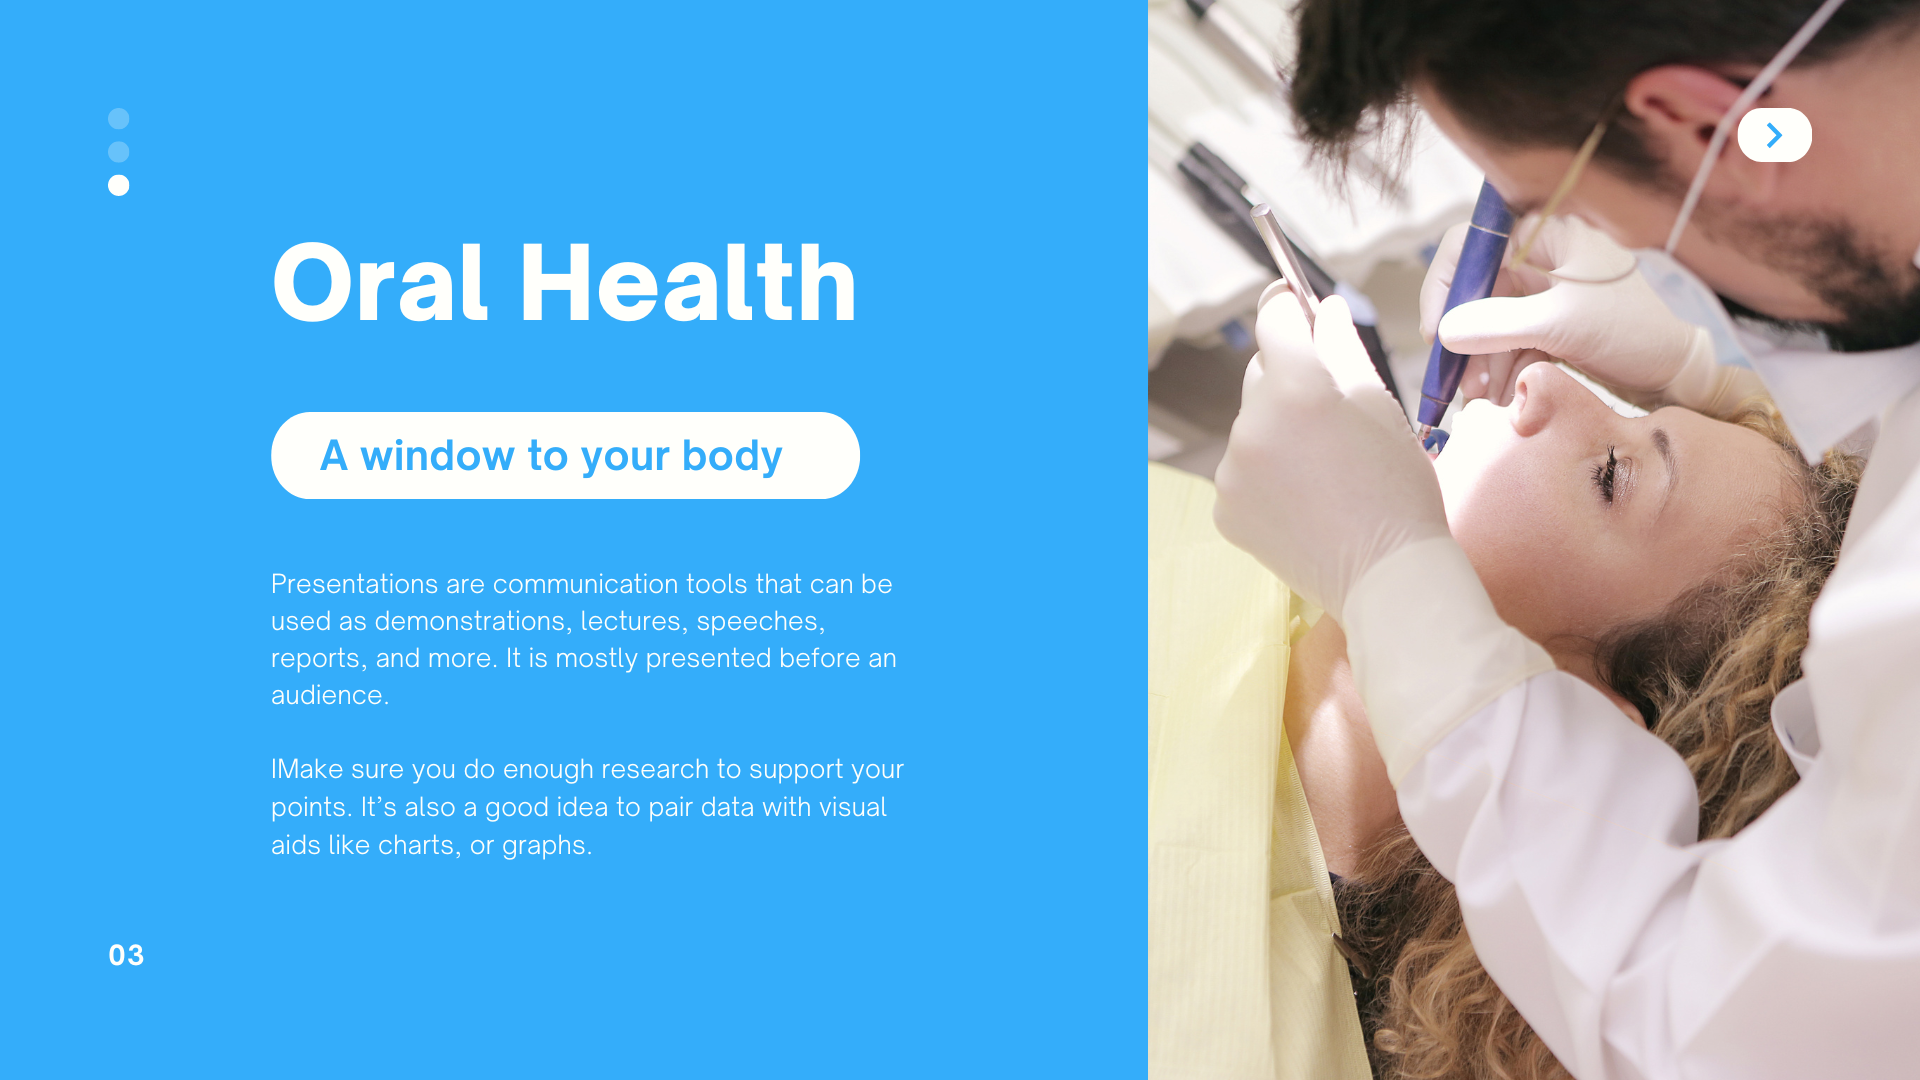 Oral Health
A window to your body
Presentations are communication tools that can be
used as demonstrations, lectures, speeches,
reports, and more. It is mostly presented before an
audience.
lMake sure you do enough research to support your
points. It’s also a good idea to pair data with visual
aids like charts, or graphs.
03